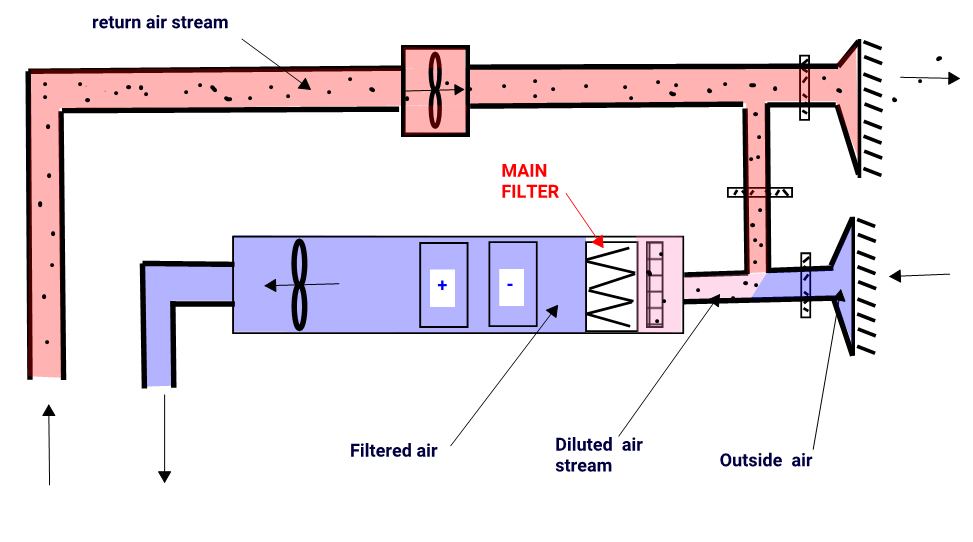 return air stream
MAIN
FILTER
+
-
Filtered air
Diluted air
stream
Outside air